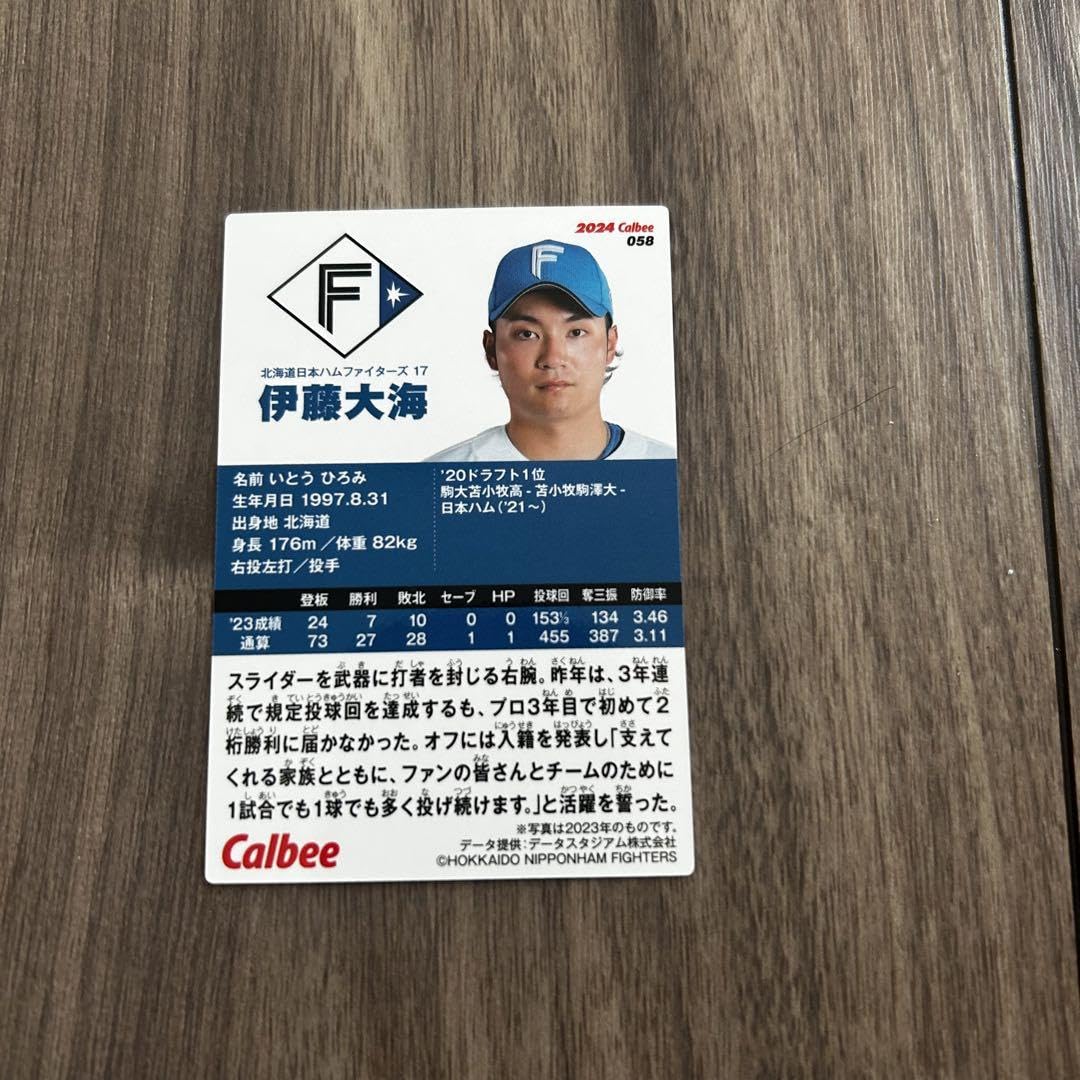 2024 Calbee
058
F
F
北海道日本ハムファイターズ 17
伊藤大海
名前 いとう ひろみ
生年月日 1997.8.31
出身地 北海道
身長 176m／体重 82kg
右投左打／投手
'20ドラフト1位
駒大苫小牧高 - 苫小牧駒澤大 -
日本ハム('21～)
登板 勝利 敗北 セーブ HP 投球回 奪三振 防御率
'23成績 24 7 10 0 0 153⅓ 134 3.46
通算 73 27 28 1 1 455 387 3.11
スライダーを武器に打者を封じる右腕。昨年は、3年連
続で規定投球回を達成するも、プロ3年目で初めて2
桁勝利に届かなかった。オフには入籍を発表し「支えて
くれる家族とともに、ファンの皆さんとチームのために
1試合でも1球でも多く投げ続けます。」と活躍を誓った。
※写真は2023年のものです。
データ提供：データスタジアム株式会社
©HOKKAIDO NIPPONHAM FIGHTERS
Calbee